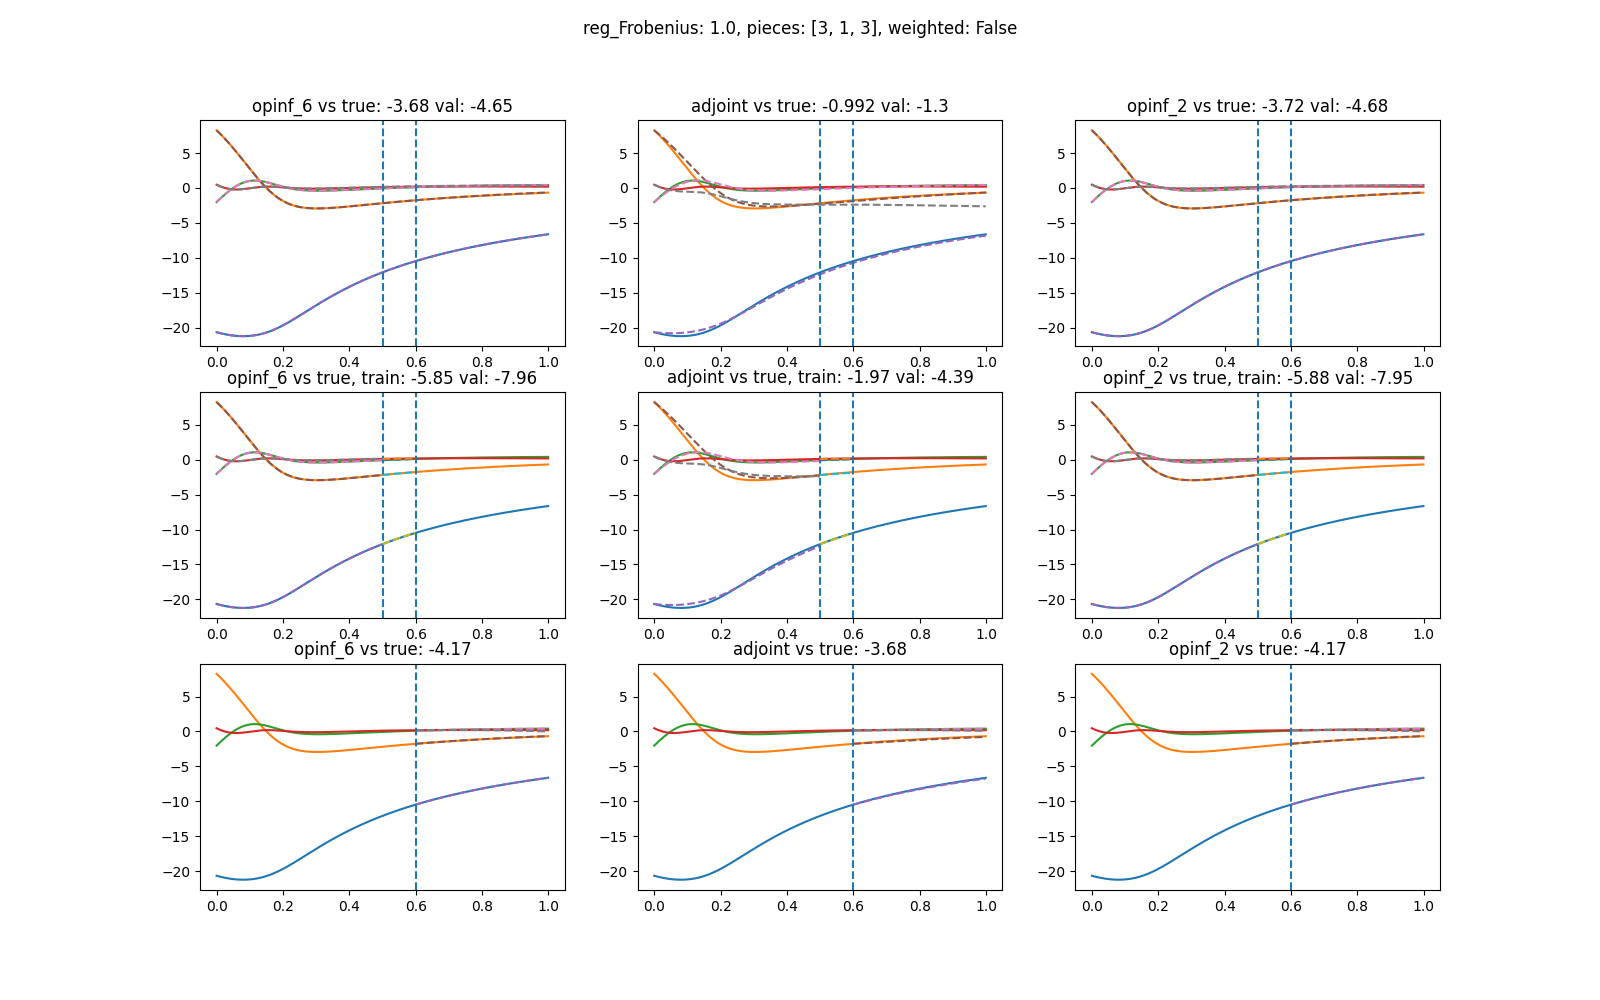 reg_Frobenius: 1.0, pieces: [3, 1, 3], weighted: False
opinf_6 vs true: -3.68 val: -4.65
adjoint vs true: -0.992 val: -1.3
opinf_2 vs true: -3.72 val: -4.68
5
0
−5
−10
−15
−20
0.0 0.2 0.4 0.6 0.8 1.0
5
0
−5
−10
−15
−20
0.0 0.2 0.4 0.6 0.8 1.0
5
0
−5
−10
−15
−20
0.0 0.2 0.4 0.6 0.8 1.0
opinf_6 vs true, train: -5.85 val: -7.96
adjoint vs true, train: -1.97 val: -4.39
opinf_2 vs true, train: -5.88 val: -7.95
5
0
−5
−10
−15
−20
0.0 0.2 0.4 0.6 0.8 1.0
5
0
−5
−10
−15
−20
0.0 0.2 0.4 0.6 0.8 1.0
5
0
−5
−10
−15
−20
0.0 0.2 0.4 0.6 0.8 1.0
opinf_6 vs true: -4.17
adjoint vs true: -3.68
opinf_2 vs true: -4.17
5
0
−5
−10
−15
−20
0.0 0.2 0.4 0.6 0.8 1.0
5
0
−5
−10
−15
−20
0.0 0.2 0.4 0.6 0.8 1.0
5
0
−5
−10
−15
−20
0.0 0.2 0.4 0.6 0.8 1.0